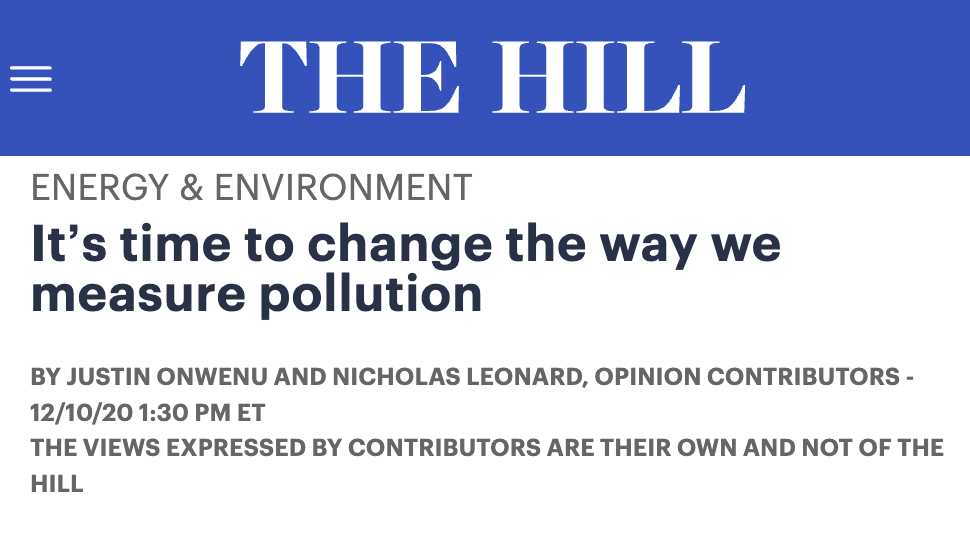 THE HILL
ENERGY & ENVIRONMENT
It’s time to change the way we
measure pollution
BY JUSTIN ONWENU AND NICHOLAS LEONARD, OPINION CONTRIBUTORS -
12/10/20 1:30 PM ET
THE VIEWS EXPRESSED BY CONTRIBUTORS ARE THEIR OWN AND NOT OF THE
HILL